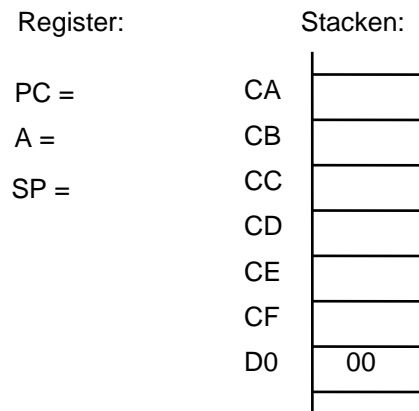 Register: Stacken:
PC = CA
A = CB
SP = CC
CD
CE
CF
D0 00